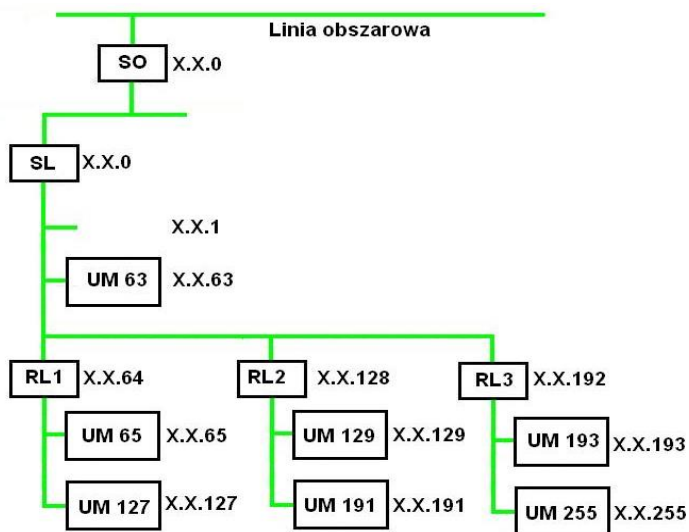 Linia obszarowa
SO X.X.0
SL X.X.0
X.X.1
UM 63 X.X.63
RL1 X.X.64 RL2 X.X.128 RL3 X.X.192
UM 65 X.X.65 UM 129 X.X.129 UM 193 X.X.193
UM 127 X.X.127 UM 191 X.X.191 UM 255 X.X.255